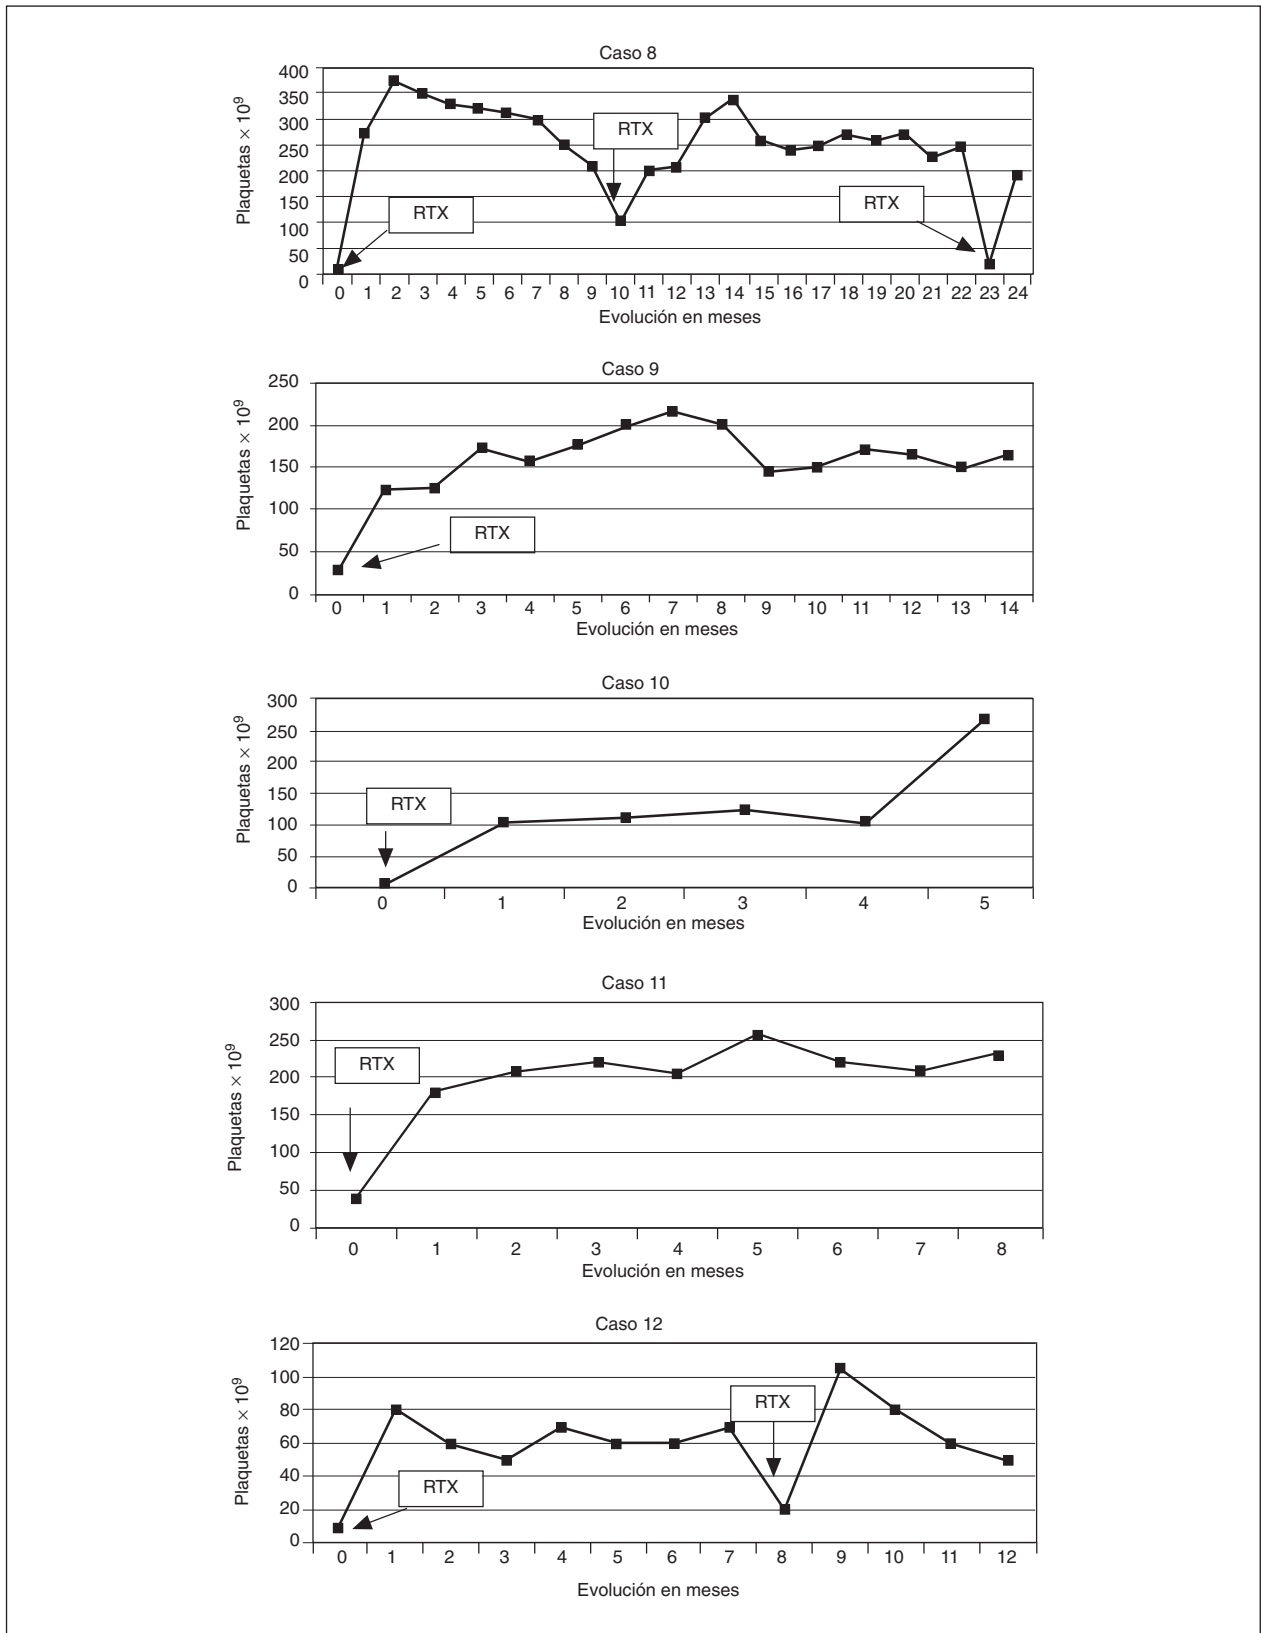 Caso 8
Plaquetas × 10⁹
400
350
300
250
200
150
100
50
0
RTX
RTX
RTX
0 1 2 3 4 5 6 7 8 9 10 11 12 13 14 15 16 17 18 19 20 21 22 23 24
Evolución en meses
Caso 9
Plaquetas × 10⁹
250
200
150
100
50
0
RTX
0 1 2 3 4 5 6 7 8 9 10 11 12 13 14
Evolución en meses
Caso 10
Plaquetas × 10⁹
300
250
200
150
100
50
0
RTX
0 1 2 3 4 5
Evolución en meses
Caso 11
Plaquetas × 10⁹
300
250
200
150
100
50
0
RTX
0 1 2 3 4 5 6 7 8
Evolución en meses
Caso 12
Plaquetas × 10⁹
120
100
80
60
40
20
0
RTX
RTX
0 1 2 3 4 5 6 7 8 9 10 11 12
Evolución en meses